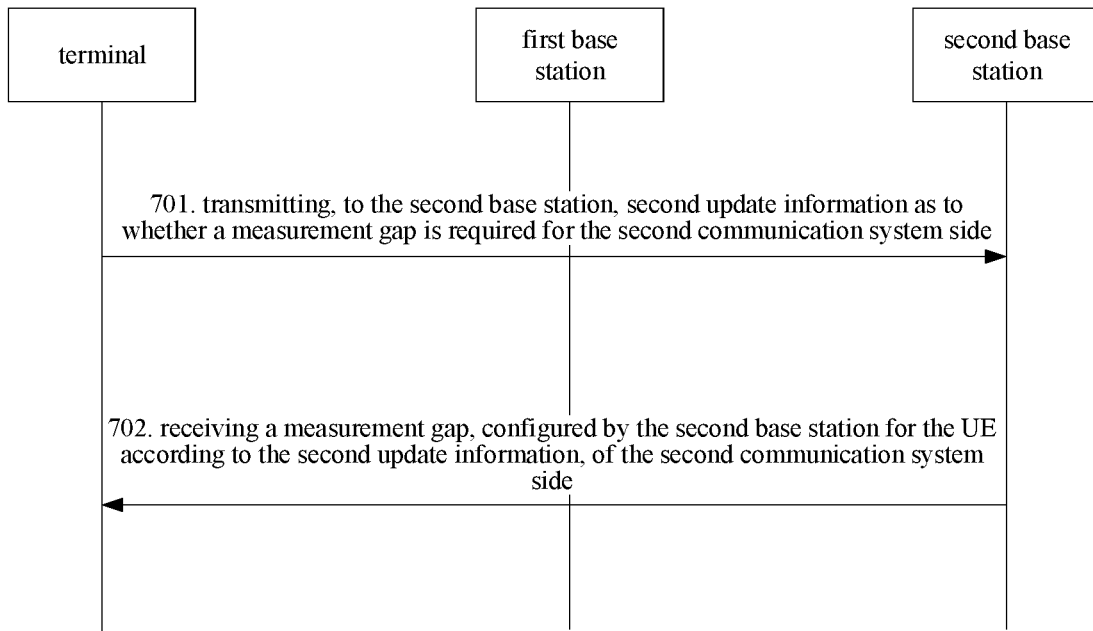 terminal
first base
station
second base
station
701. transmitting, to the second base station, second update information as to
whether a measurement gap is required for the second communication system side
702. receiving a measurement gap, configured by the second base station for the UE
according to the second update information, of the second communication system
side